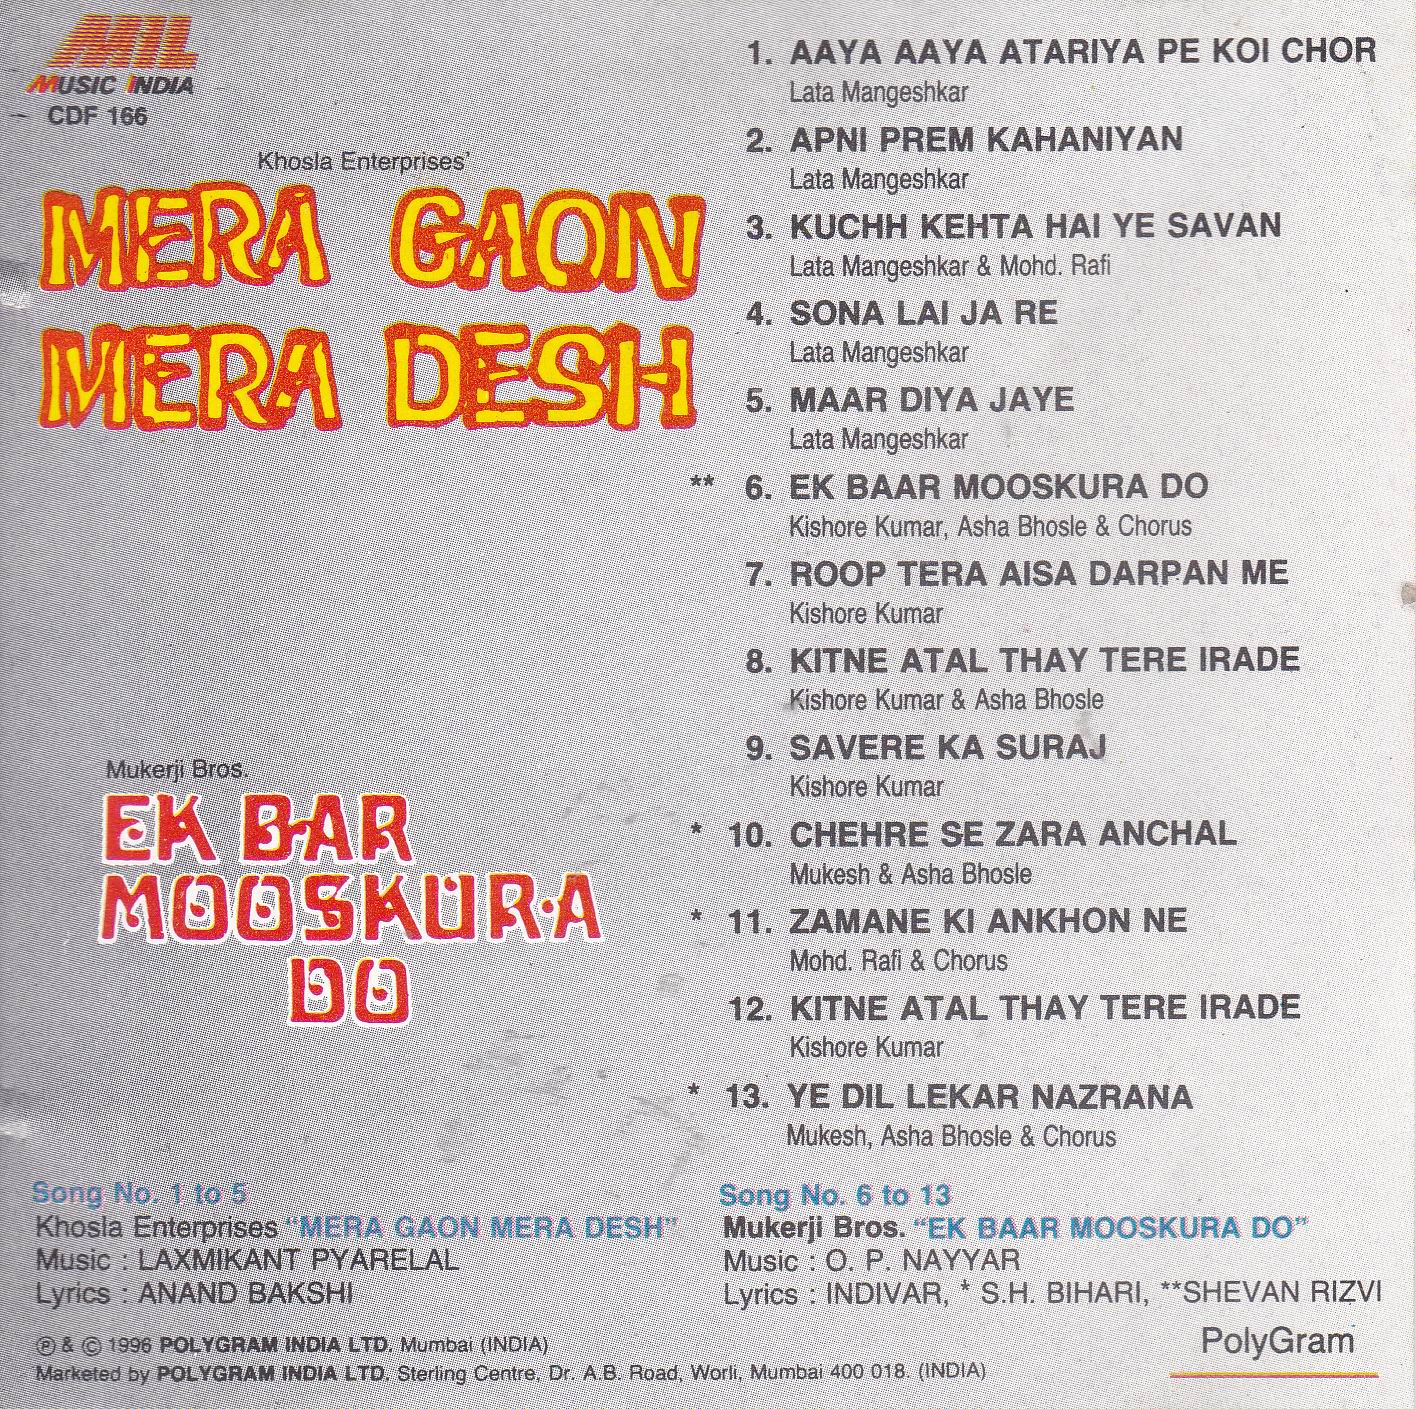 MIL
MUSIC INDIA
CDF 166
Khosla Enterprises'
MERA GAON
MERA DESH
Mukerji Bros.
EK BAR
MOOSKURA
DO
1. AAYA AAYA ATARIYA PE KOI CHOR
Lata Mangeshkar
2. APNI PREM KAHANIYAN
Lata Mangeshkar
3. KUCHH KEHTA HAI YE SAVAN
Lata Mangeshkar & Mohd. Rafi
4. SONA LAI JA RE
Lata Mangeshkar
5. MAAR DIYA JAYE
Lata Mangeshkar
** 6. EK BAAR MOOSKURA DO
Kishore Kumar, Asha Bhosle & Chorus
7. ROOP TERA AISA DARPAN ME
Kishore Kumar
8. KITNE ATAL THAY TERE IRADE
Kishore Kumar & Asha Bhosle
9. SAVERE KA SURAJ
Kishore Kumar
* 10. CHEHRE SE ZARA ANCHAL
Mukesh & Asha Bhosle
* 11. ZAMANE KI ANKHON NE
Mohd. Rafi & Chorus
12. KITNE ATAL THAY TERE IRADE
Kishore Kumar
* 13. YE DIL LEKAR NAZRANA
Mukesh, Asha Bhosle & Chorus
Song No. 1 to 5
Khosla Enterprises "MERA GAON MERA DESH"
Music : LAXMIKANT PYARELAL
Lyrics : ANAND BAKSHI
Song No. 6 to 13
Mukerji Bros. "EK BAAR MOOSKURA DO"
Music : O. P. NAYYAR
Lyrics : INDIVAR, * S.H. BIHARI, **SHEVAN RIZVI
℗ & © 1996 POLYGRAM INDIA LTD. Mumbai (INDIA)
Marketed by POLYGRAM INDIA LTD. Sterling Centre, Dr. A.B. Road, Worli, Mumbai 400 018. (INDIA)
PolyGram